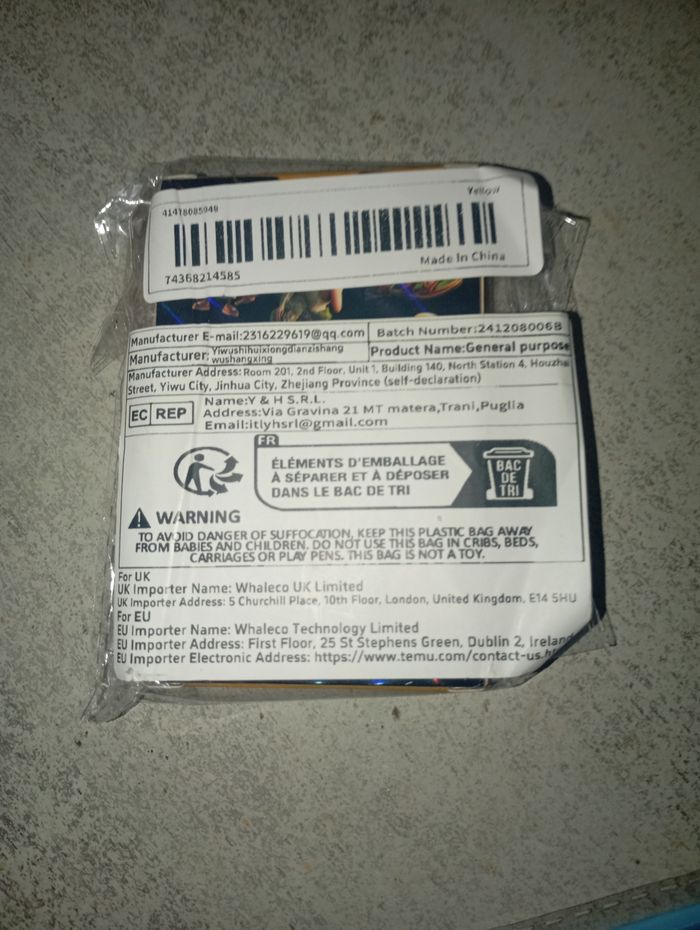 Yellow
41478085949
Made In China
74368214585
Manufacturer E-mail:2316229619@qq.com
Batch Number:241208006B
Manufacturer: Yiwushihuixiongdianzishang
wushangxing
Product Name:General purpose
Manufacturer Address: Room 201, 2nd Floor, Unit 1, Building 140, North Station 4, Houzha
Street, Yiwu City, Jinhua City, Zhejiang Province (self-declaration)
EC REP
Name:Y & H S.R.L.
Address:Via Gravina 21 MT matera,Trani,Puglia
Email:itlyhsrl@gmail.com
FR
ÉLÉMENTS D'EMBALLAGE
À SÉPARER ET À DÉPOSER
DANS LE BAC DE TRI
BAC
DE
TRI
WARNING
TO AVOID DANGER OF SUFFOCATION, KEEP THIS PLASTIC BAG AWAY
FROM BABIES AND CHILDREN. DO NOT USE THIS BAG IN CRIBS, BEDS,
CARRIAGES OR PLAY PENS. THIS BAG IS NOT A TOY.
For UK
UK Importer Name: Whaleco UK Limited
UK Importer Address: 5 Churchill Place, 10th Floor, London, United Kingdom, E14 5HU
For EU
EU Importer Name: Whaleco Technology Limited
EU Importer Address: First Floor, 25 St Stephens Green, Dublin 2, Ireland
EU Importer Electronic Address: https://www.temu.com/contact-us.h